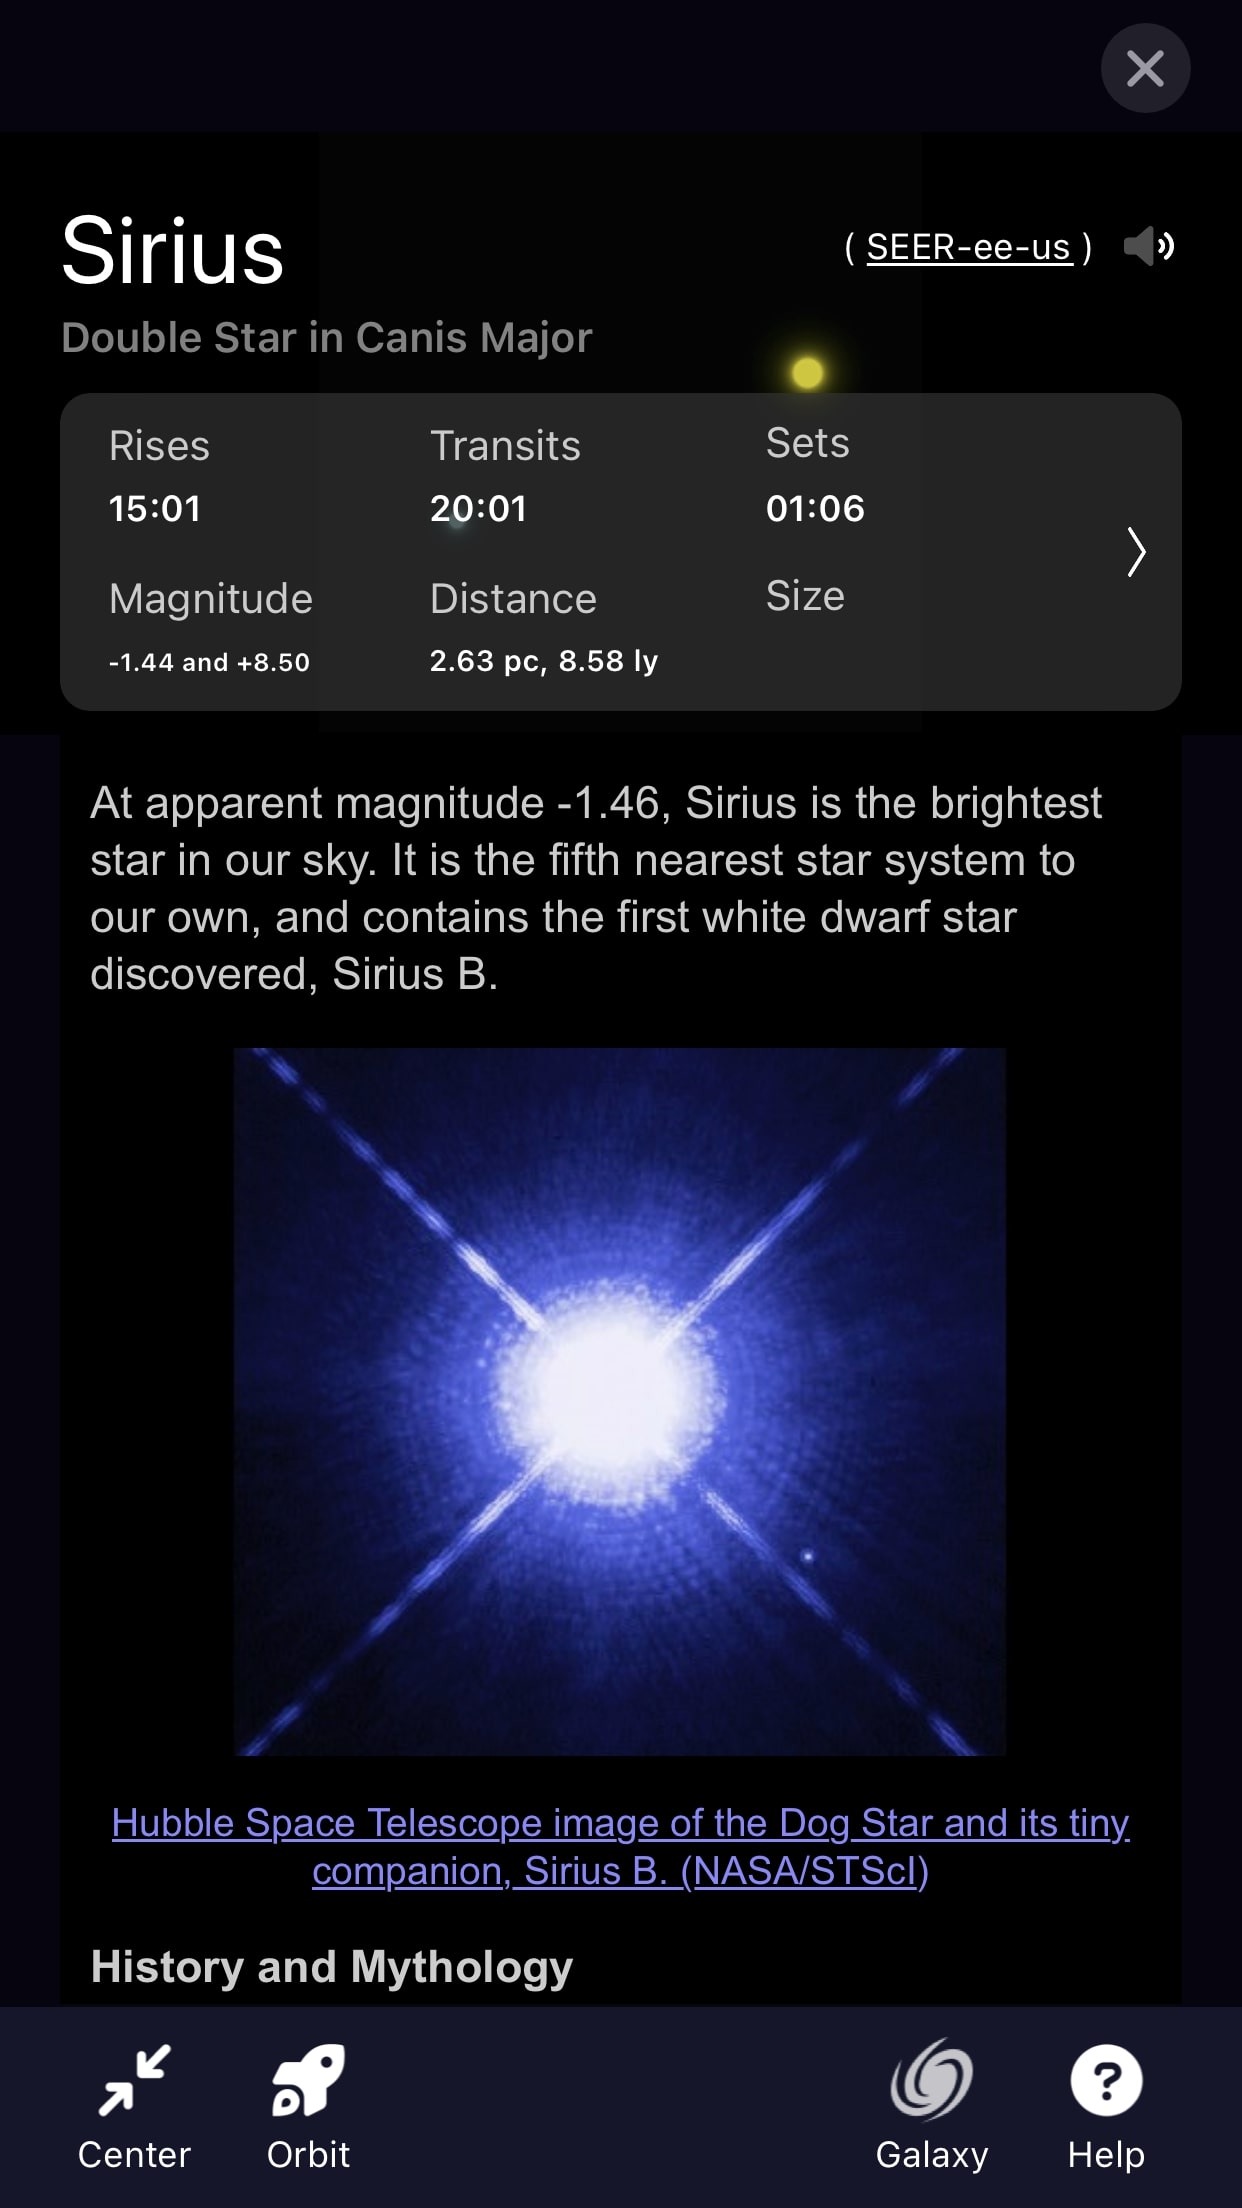 Sirius
( SEER-ee-us )
Double Star in Canis Major
Rises Transits Sets
15:01 20:01 01:06
Magnitude Distance Size
-1.44 and +8.50 2.63 pc, 8.58 ly
At apparent magnitude -1.46, Sirius is the brightest
star in our sky. It is the fifth nearest star system to
our own, and contains the first white dwarf star
discovered, Sirius B.
Hubble Space Telescope image of the Dog Star and its tiny
companion, Sirius B. (NASA/STScI)
History and Mythology
Center Orbit Galaxy Help